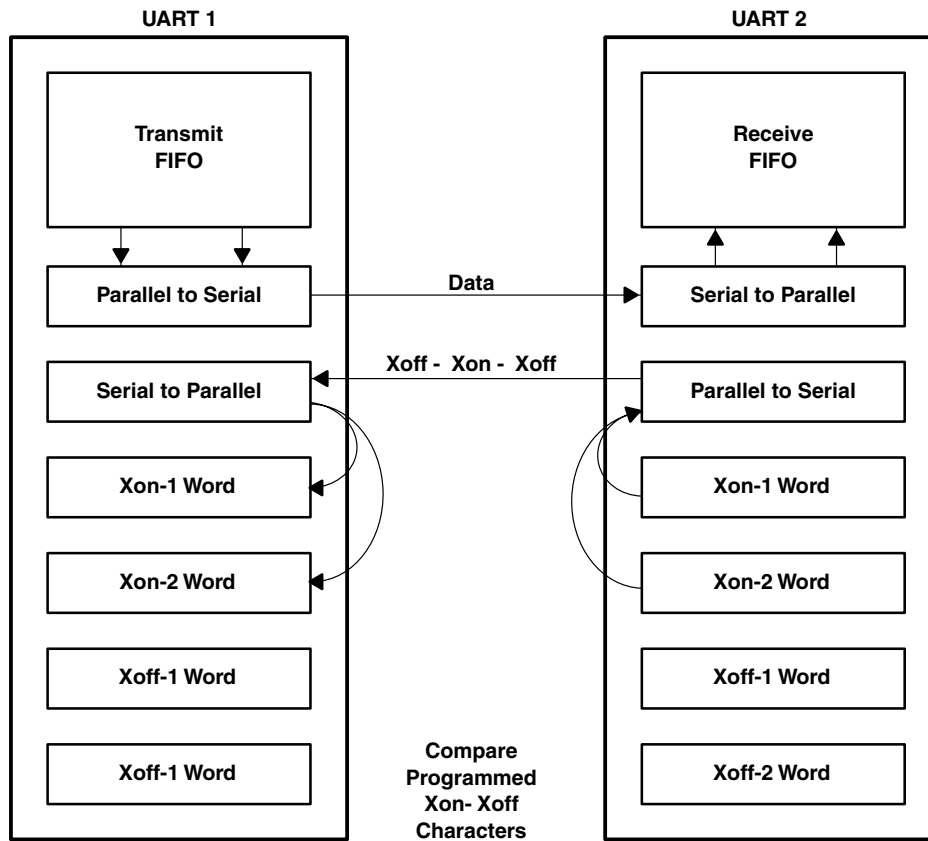 UART 1
UART 2
Transmit
FIFO
Receive
FIFO
Parallel to Serial
Data
Serial to Parallel
Serial to Parallel
Xoff - Xon - Xoff
Parallel to Serial
Xon-1 Word
Xon-1 Word
Xon-2 Word
Xon-2 Word
Xoff-1 Word
Xoff-1 Word
Xoff-1 Word
Compare
Programmed
Xon- Xoff
Characters
Xoff-2 Word